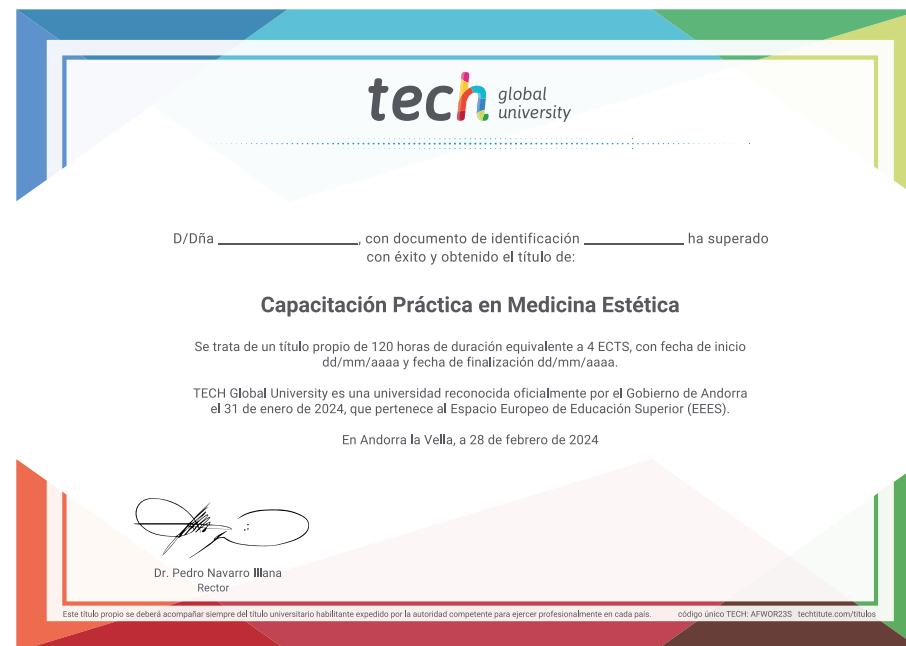 tech global university
D/Dña ____________________, con documento de identificación ______________ ha superado
con éxito y obtenido el título de:
Capacitación Práctica en Medicina Estética
Se trata de un título propio de 120 horas de duración equivalente a 4 ECTS, con fecha de inicio
dd/mm/aaaa y fecha de finalización dd/mm/aaaa.
TECH Global University es una universidad reconocida oficialmente por el Gobierno de Andorra
el 31 de enero de 2024, que pertenece al Espacio Europeo de Educación Superior (EEES).
En Andorra la Vella, a 28 de febrero de 2024
Dr. Pedro Navarro Illana
Rector
Este título propio se deberá acompañar siempre del título universitario habilitante expedido por la autoridad competente para ejercer profesionalmente en cada país. código único TECH: AFWOR23S techtitute.com/titulos